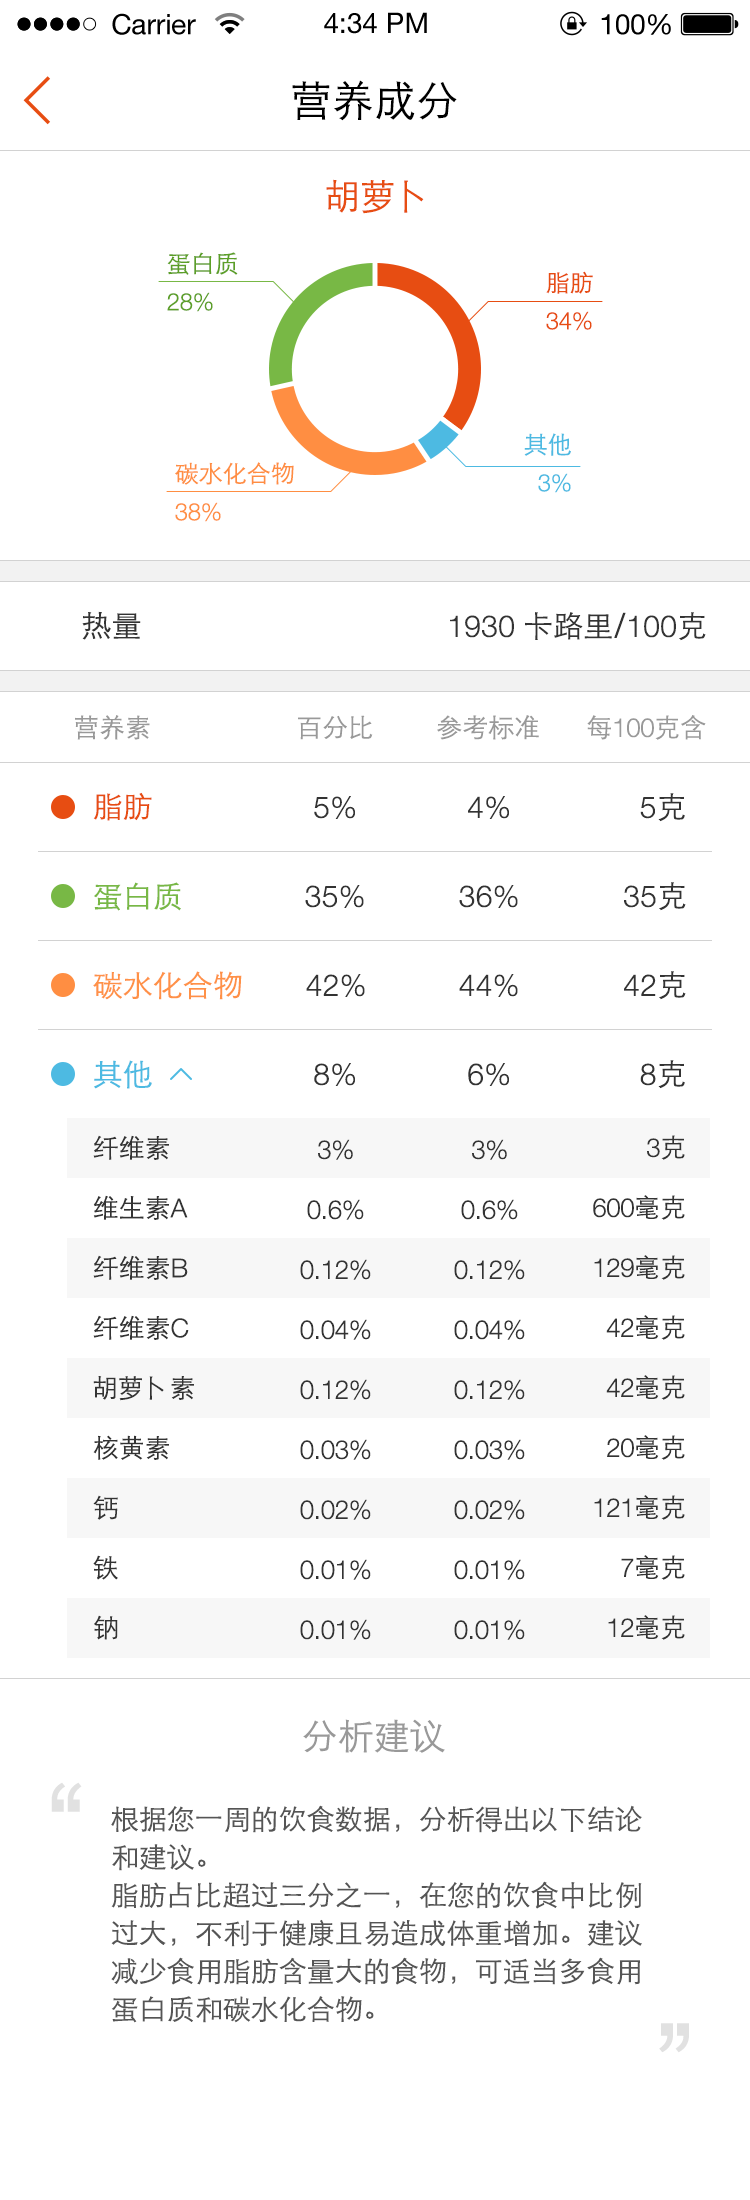 Carrier 4:34 PM 100%
营养成分
胡萝卜
蛋白质
28%
脂肪
34%
其他
3%
碳水化合物
38%
热量 1930 卡路里/100克
营养素 百分比 参考标准 每100克含
脂肪 5% 4% 5克
蛋白质 35% 36% 35克
碳水化合物 42% 44% 42克
其他 8% 6% 8克
纤维素 3% 3% 3克
维生素A 0.6% 0.6% 600毫克
纤维素B 0.12% 0.12% 129毫克
纤维素C 0.04% 0.04% 42毫克
胡萝卜素 0.12% 0.12% 42毫克
核黄素 0.03% 0.03% 20毫克
钙 0.02% 0.02% 121毫克
铁 0.01% 0.01% 7毫克
钠 0.01% 0.01% 12毫克
分析建议
“
根据您一周的饮食数据，分析得出以下结论
和建议。
脂肪占比超过三分之一，在您的饮食中比例
过大，不利于健康且易造成体重增加。建议
减少食用脂肪含量大的食物，可适当多食用
蛋白质和碳水化合物。
”